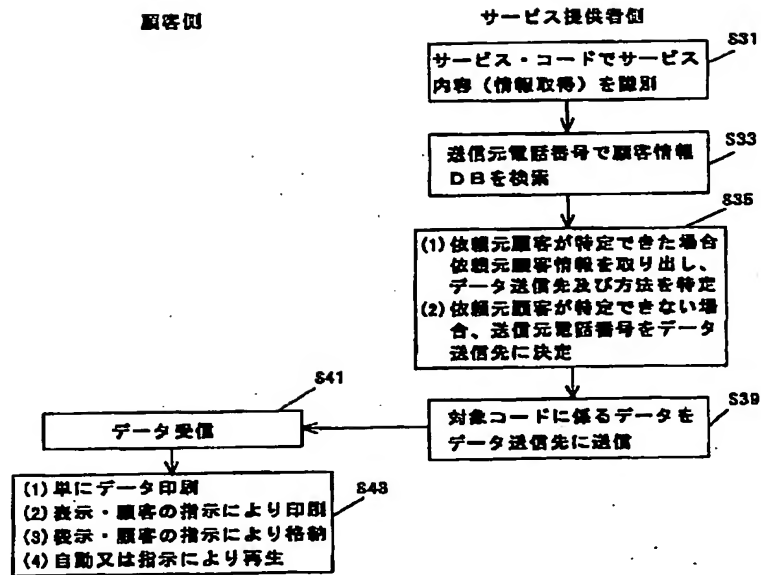 顧客側
サービス提供者側
S31
サービス・コードでサービス
内容（情報取得）を識別
送信元電話番号で顧客情報
ＤＢを検索
S33
S35
(1) 依頼元顧客が特定できた場合
依頼元顧客情報を取り出し、
データ送信先及び方法を特定
(2) 依頼元顧客が特定できない場
合、送信元電話番号をデータ
送信先に決定
S41
データ受信
対象コードに係るデータを
データ送信先に送信
S39
(1) 単にデータ印刷
(2) 表示・顧客の指示により印刷
(3) 表示・顧客の指示により格納
(4) 自動又は指示により再生
S43